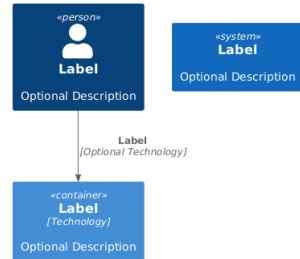 «person»
Label
Optional Description
«system»
Label
Optional Description
Label
[Optional Technology]
«container»
Label
[Technology]
Optional Description